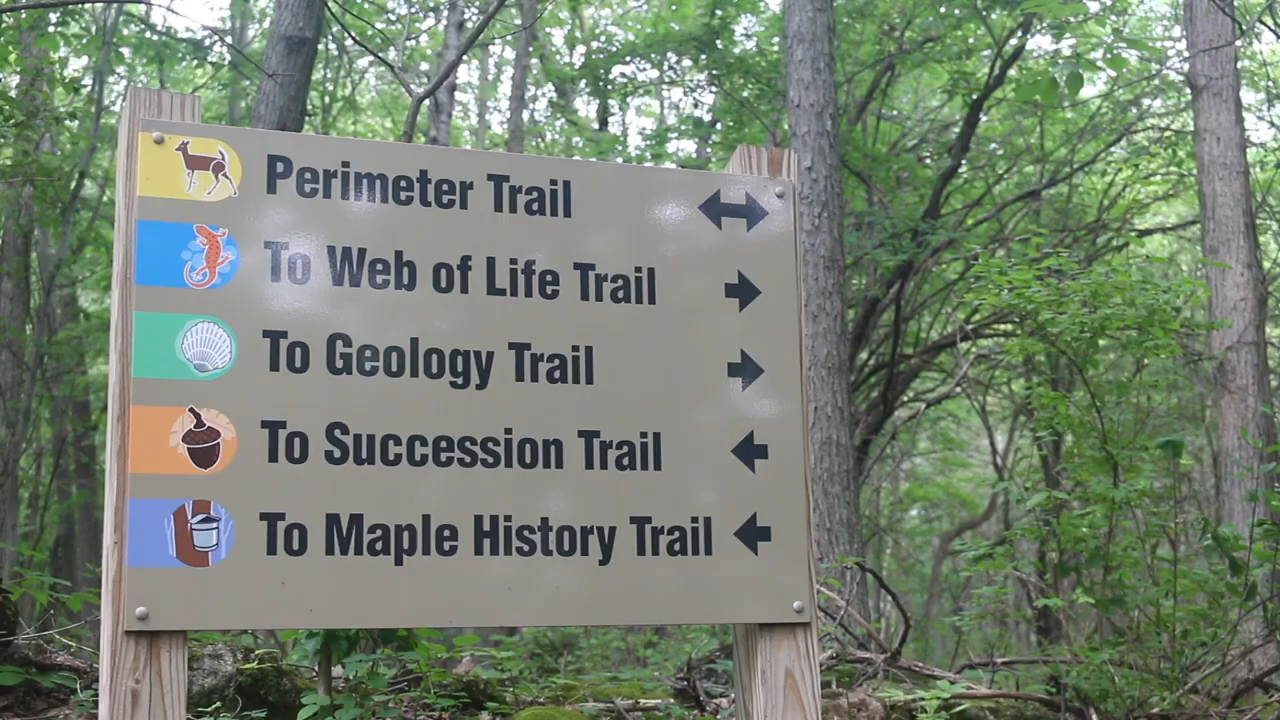 Perimeter Trail
To Web of Life Trail
To Geology Trail
To Succession Trail
To Maple History Trail